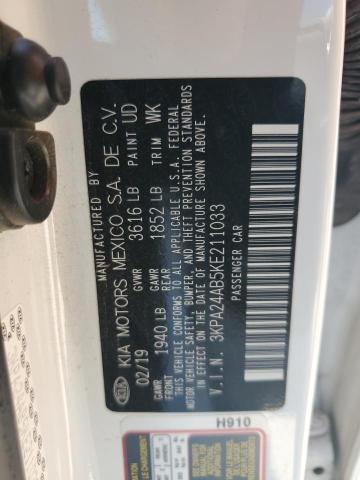 MANUFACTURED BY
KIA KIA MOTORS MEXICO S.A. DE C.V.
02/19 GVWR 3616 LB PAINT UD
GAWR FRONT 1940 LB GAWR REAR 1852 LB TRIM WK
THIS VEHICLE CONFORMS TO ALL APPLICABLE U.S.A. FEDERAL
MOTOR VEHICLE SAFETY, BUMPER, AND THEFT PREVENTION
STANDARDS IN EFFECT ON THE DATE OF MANUFACTURE SHOWN ABOVE.
V.I.N. 3KPA24AB5KE211033
PASSENGER CAR
H910